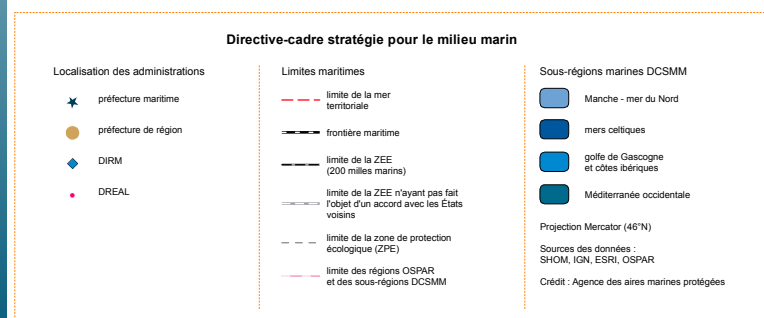 Directive-cadre stratégie pour le milieu marin
Localisation des administrations
préfecture maritime
préfecture de région
DIRM
DREAL
Limites maritimes
limite de la mer
territoriale
frontière maritime
limite de la ZEE
(200 milles marins)
limite de la ZEE n'ayant pas fait
l'objet d'un accord avec les États
voisins
limite de la zone de protection
écologique (ZPE)
limite des régions OSPAR
et des sous-régions DCSMM
Sous-régions marines DCSMM
Manche - mer du Nord
mers celtiques
golfe de Gascogne
et côtes ibériques
Méditerranée occidentale
Projection Mercator (46°N)
Sources des données :
SHOM, IGN, ESRI, OSPAR
Crédit : Agence des aires marines protégées